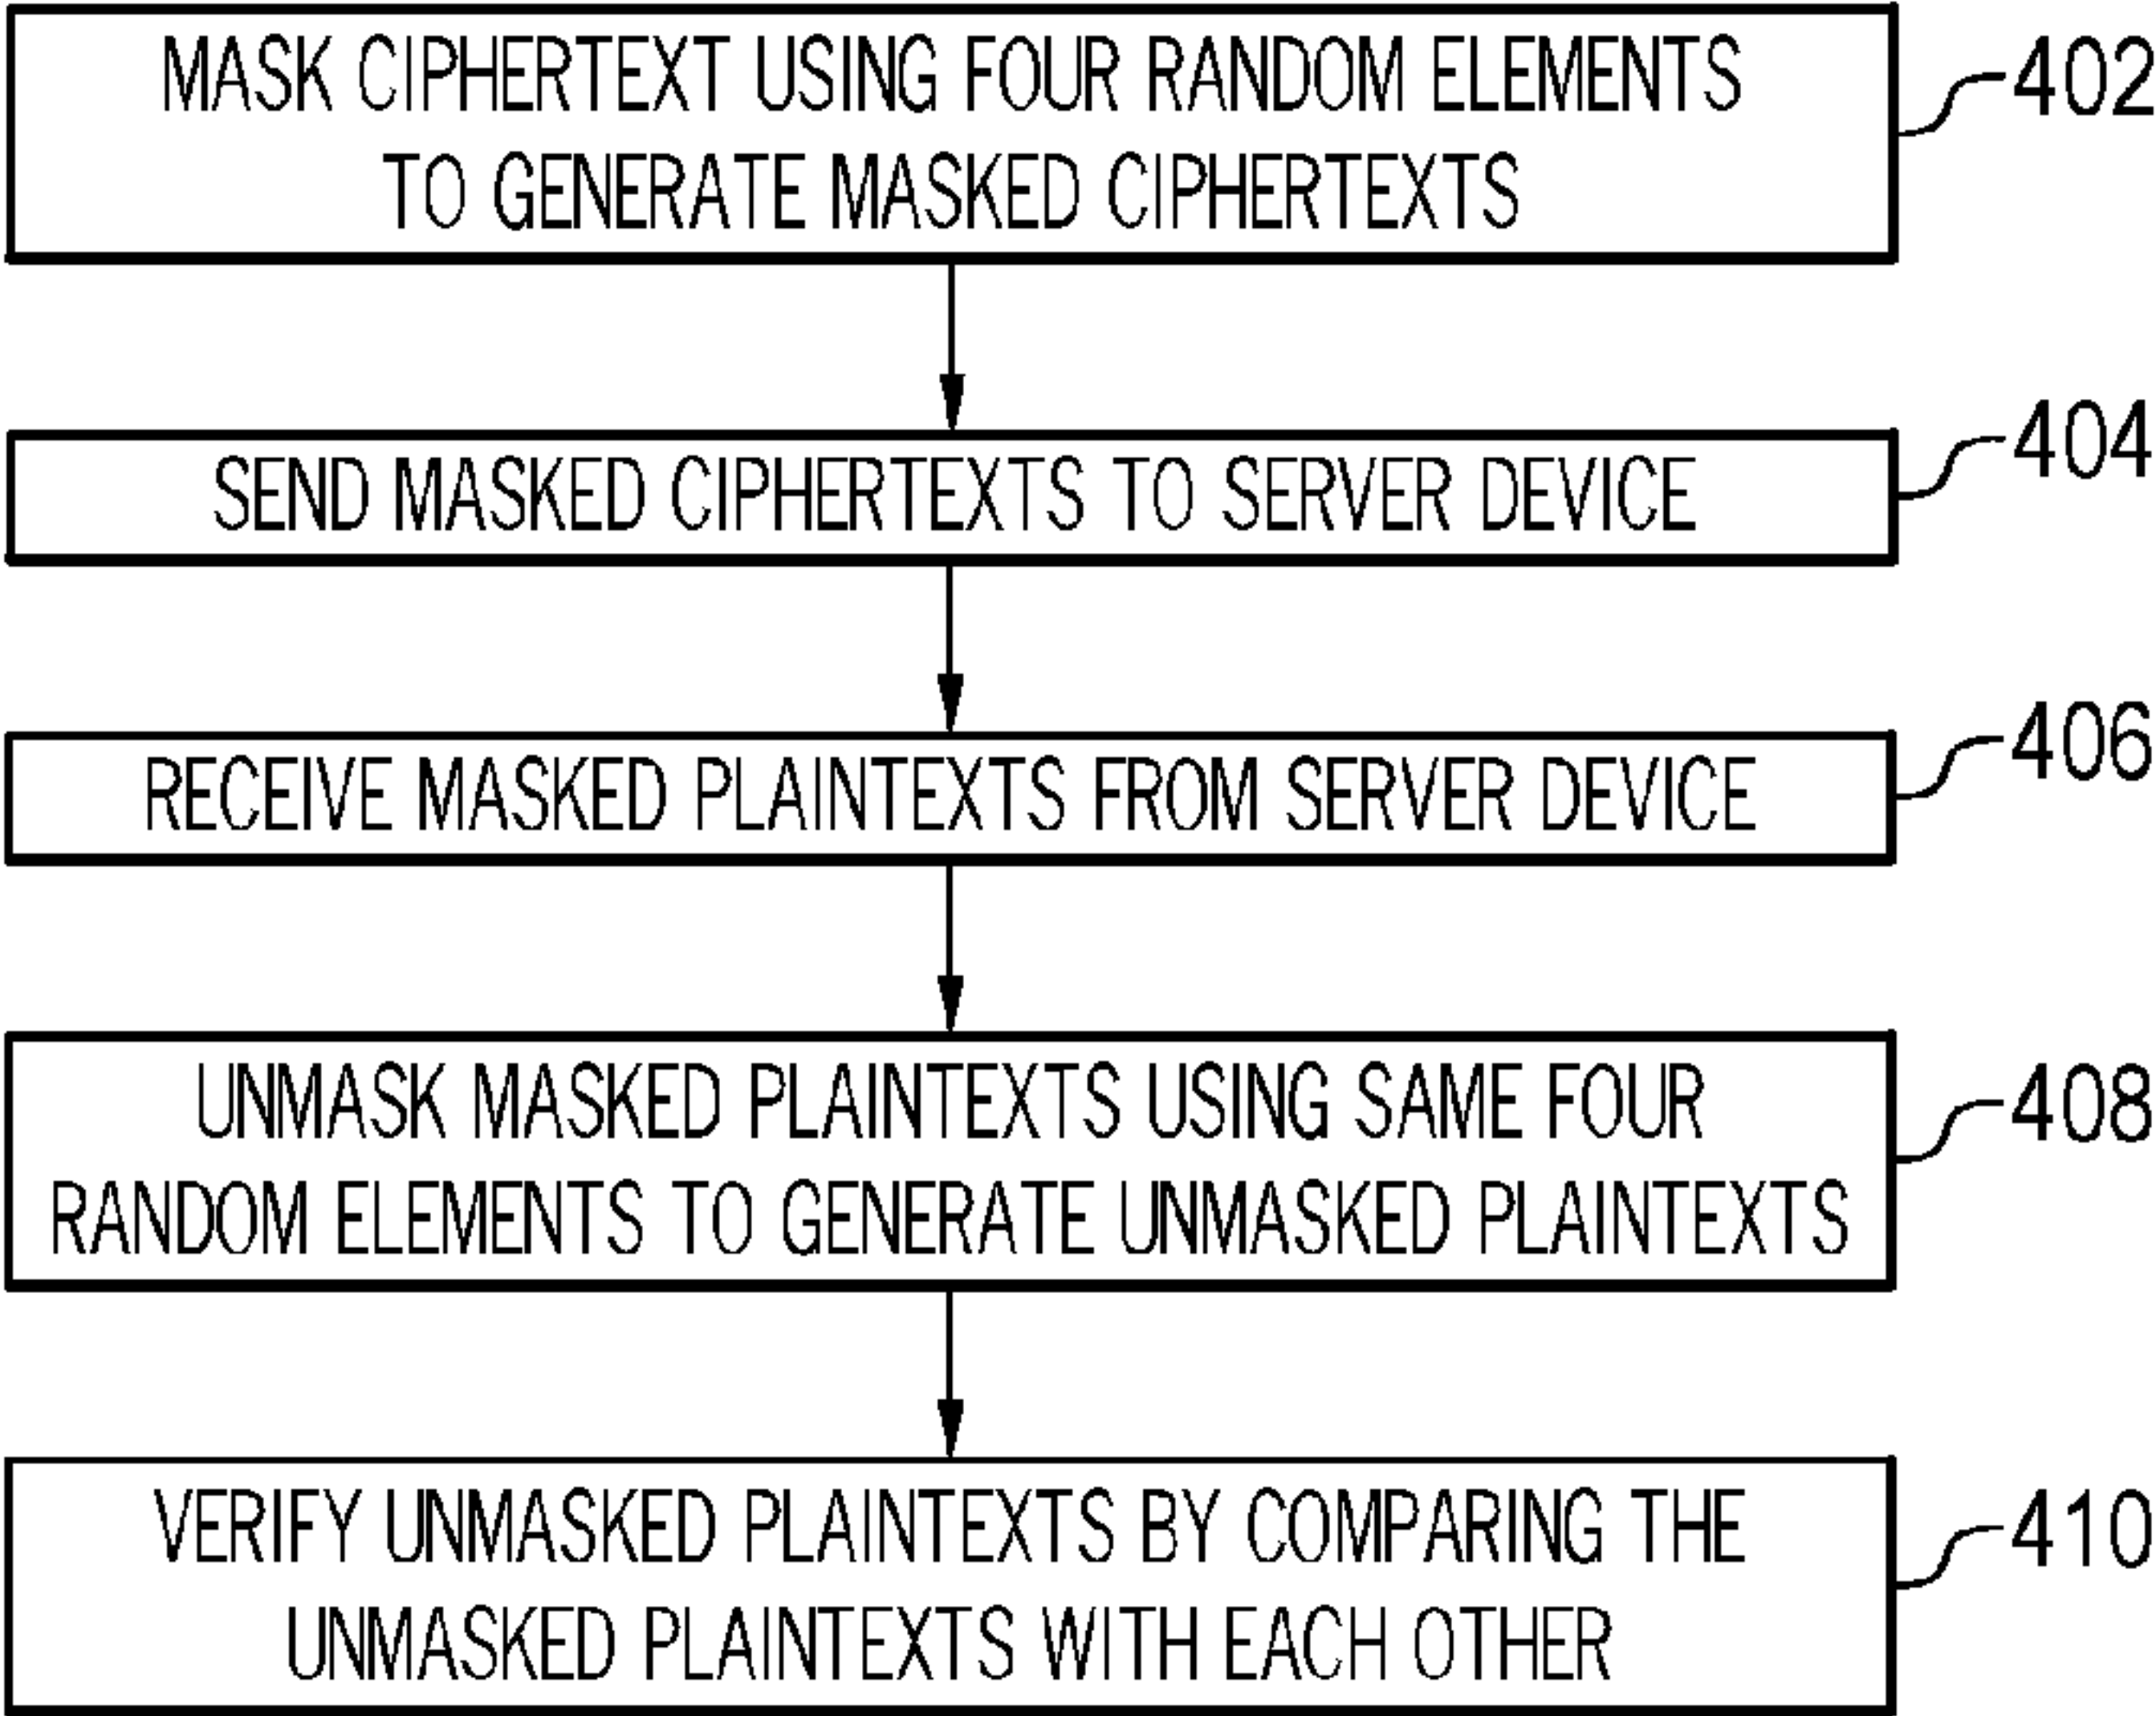 MASK CIPHERTEXT USING FOUR RANDOM ELEMENTS
TO GENERATE MASKED CIPHERTEXTS
402
SEND MASKED CIPHERTEXTS TO SERVER DEVICE
404
RECEIVE MASKED PLAINTEXTS FROM SERVER DEVICE
406
UNMASK MASKED PLAINTEXTS USING SAME FOUR
RANDOM ELEMENTS TO GENERATE UNMASKED PLAINTEXTS
408
VERIFY UNMASKED PLAINTEXTS BY COMPARING THE
UNMASKED PLAINTEXTS WITH EACH OTHER
410